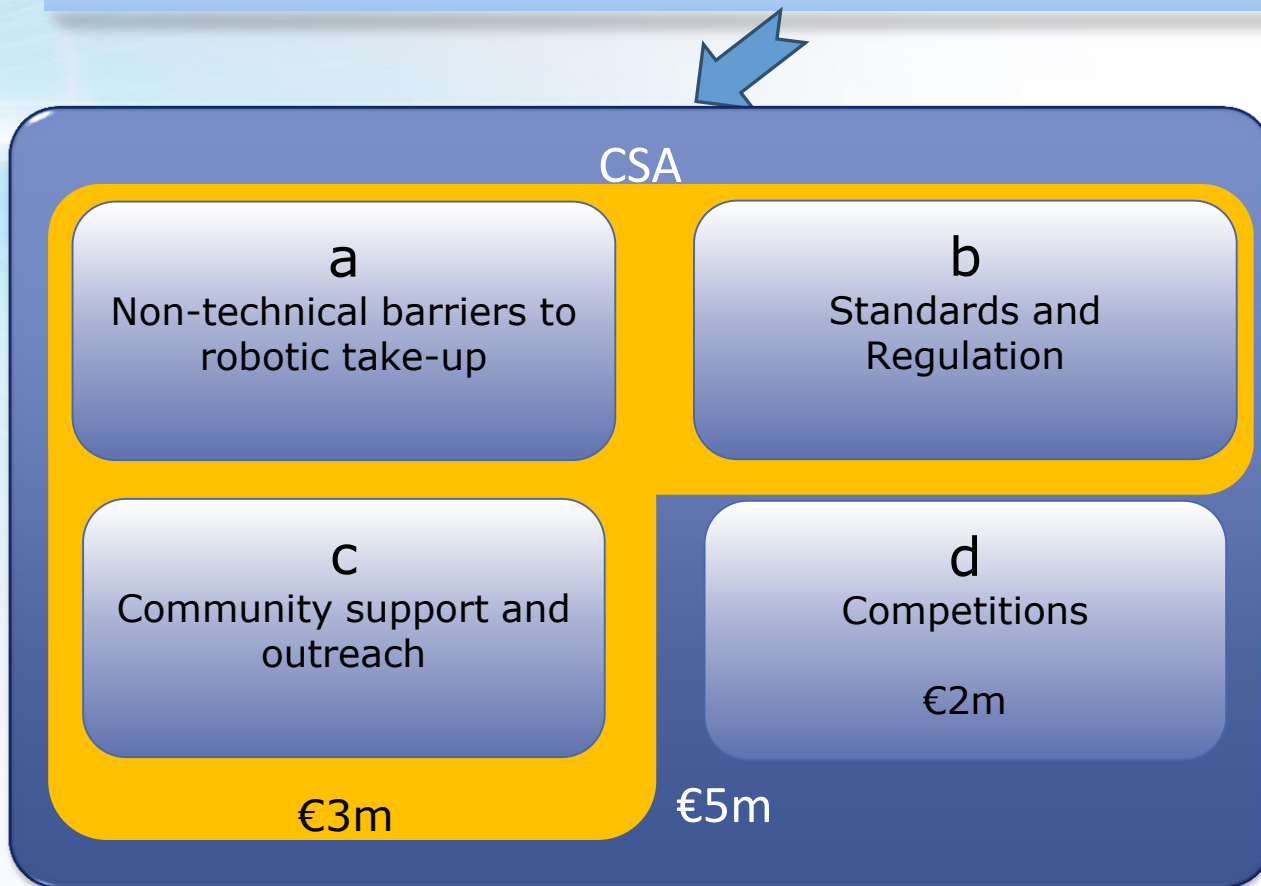 CSA
a
Non-technical barriers to
robotic take-up
b
Standards and
Regulation
c
Community support and
outreach
d
Competitions
€2m
€3m
€5m